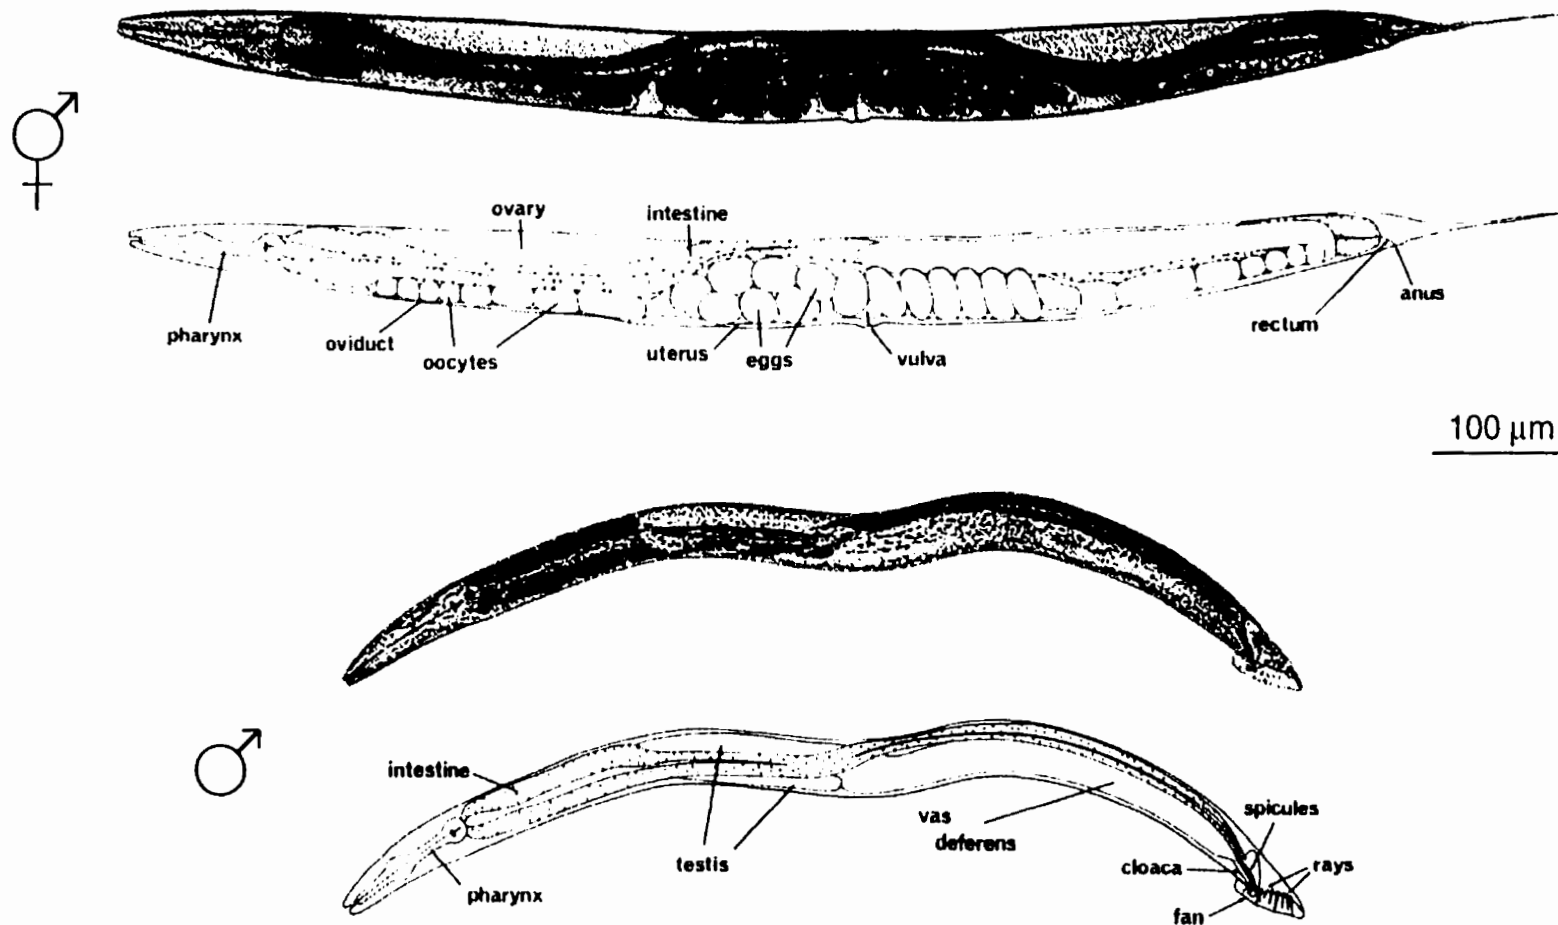 ovary
intestine
pharynx
oviduct
oocytes
uterus
eggs
vulva
rectum
anus
100 μm
intestine
pharynx
testis
vas
deferens
spicules
cloaca
rays
fan